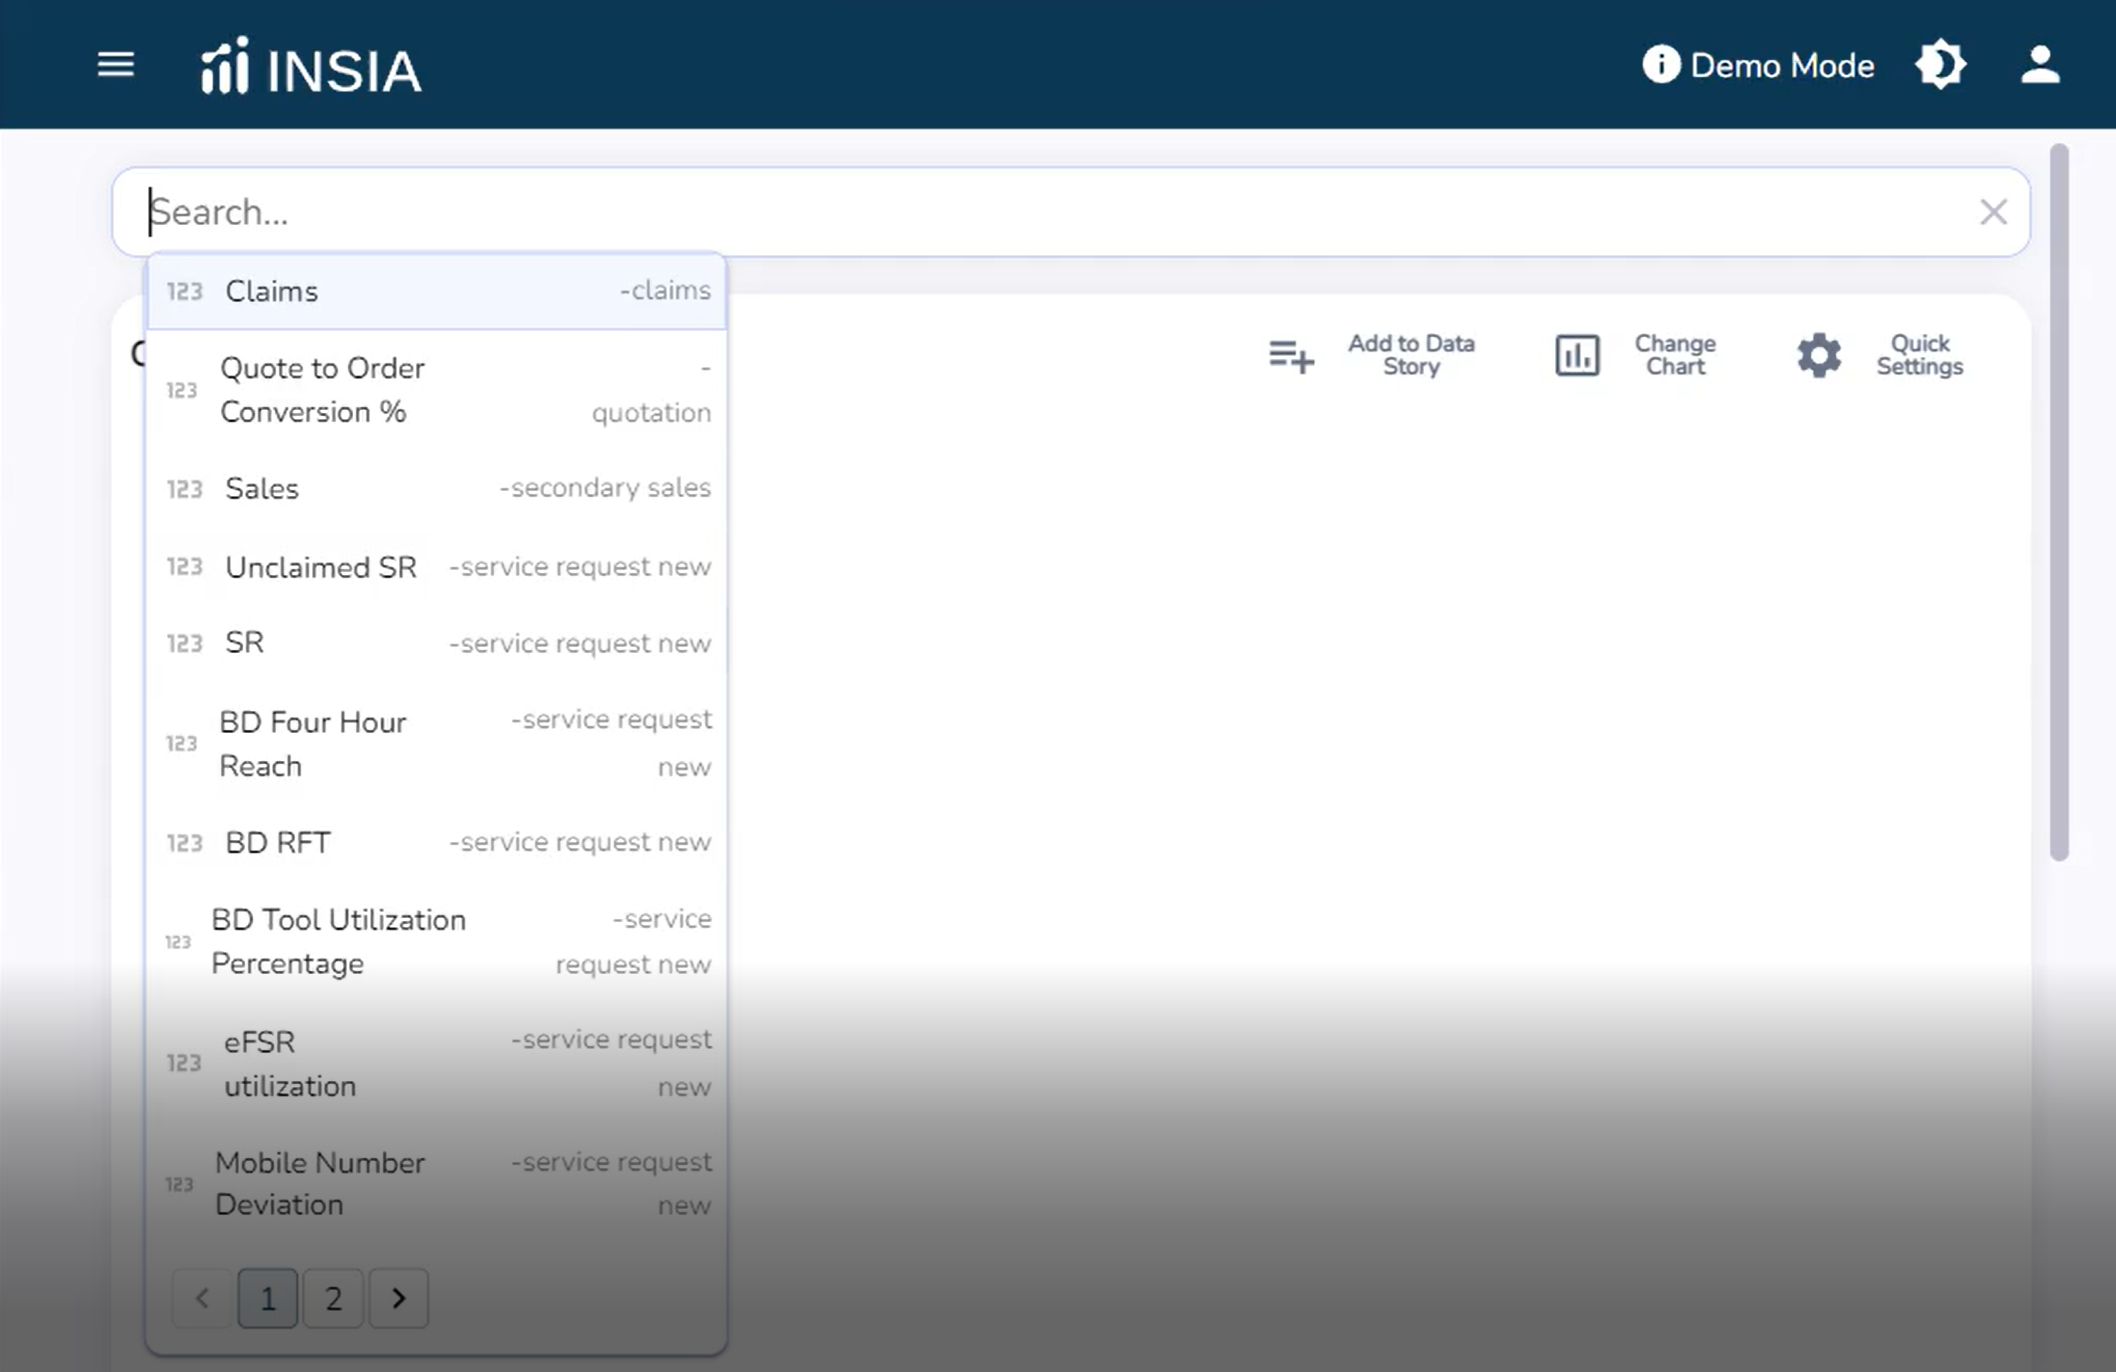 INSIA
Demo Mode
Search...
123 Claims -claims
Add to Data
Story
Change
Chart
Quick
Settings
123 Quote to Order
Conversion %
-
quotation
123 Sales -secondary sales
123 Unclaimed SR -service request new
123 SR -service request new
123 BD Four Hour
Reach
-service request
new
123 BD RFT -service request new
123 BD Tool Utilization
Percentage
-service
request new
123 eFSR
utilization
-service request
new
123 Mobile Number
Deviation
-service request
new
1 2